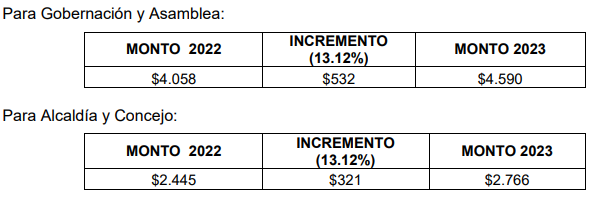 Para Gobernación y Asamblea:
MONTO 2022 INCREMENTO (13.12%) MONTO 2023
$4.058 $532 $4.590
Para Alcaldía y Concejo:
MONTO 2022 INCREMENTO (13.12%) MONTO 2023
$2.445 $321 $2.766